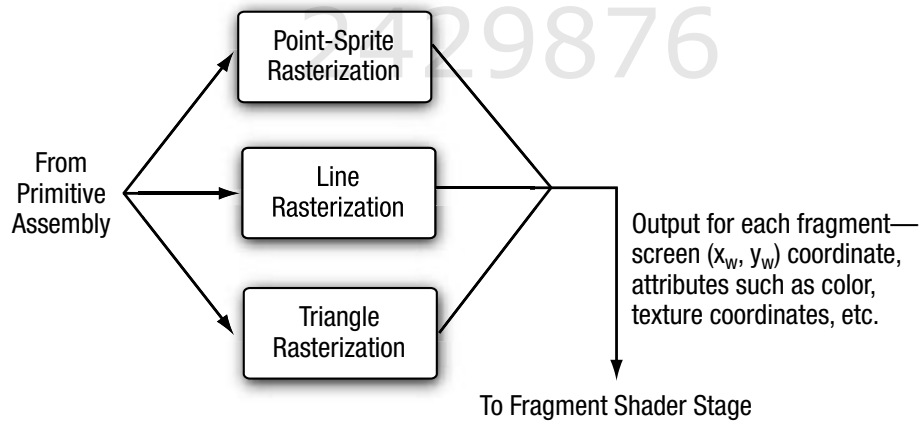 2429876
Point-Sprite
Rasterization
From
Primitive
Assembly
Line
Rasterization
Output for each fragment—
screen (xw, yw) coordinate,
attributes such as color,
texture coordinates, etc.
Triangle
Rasterization
To Fragment Shader Stage